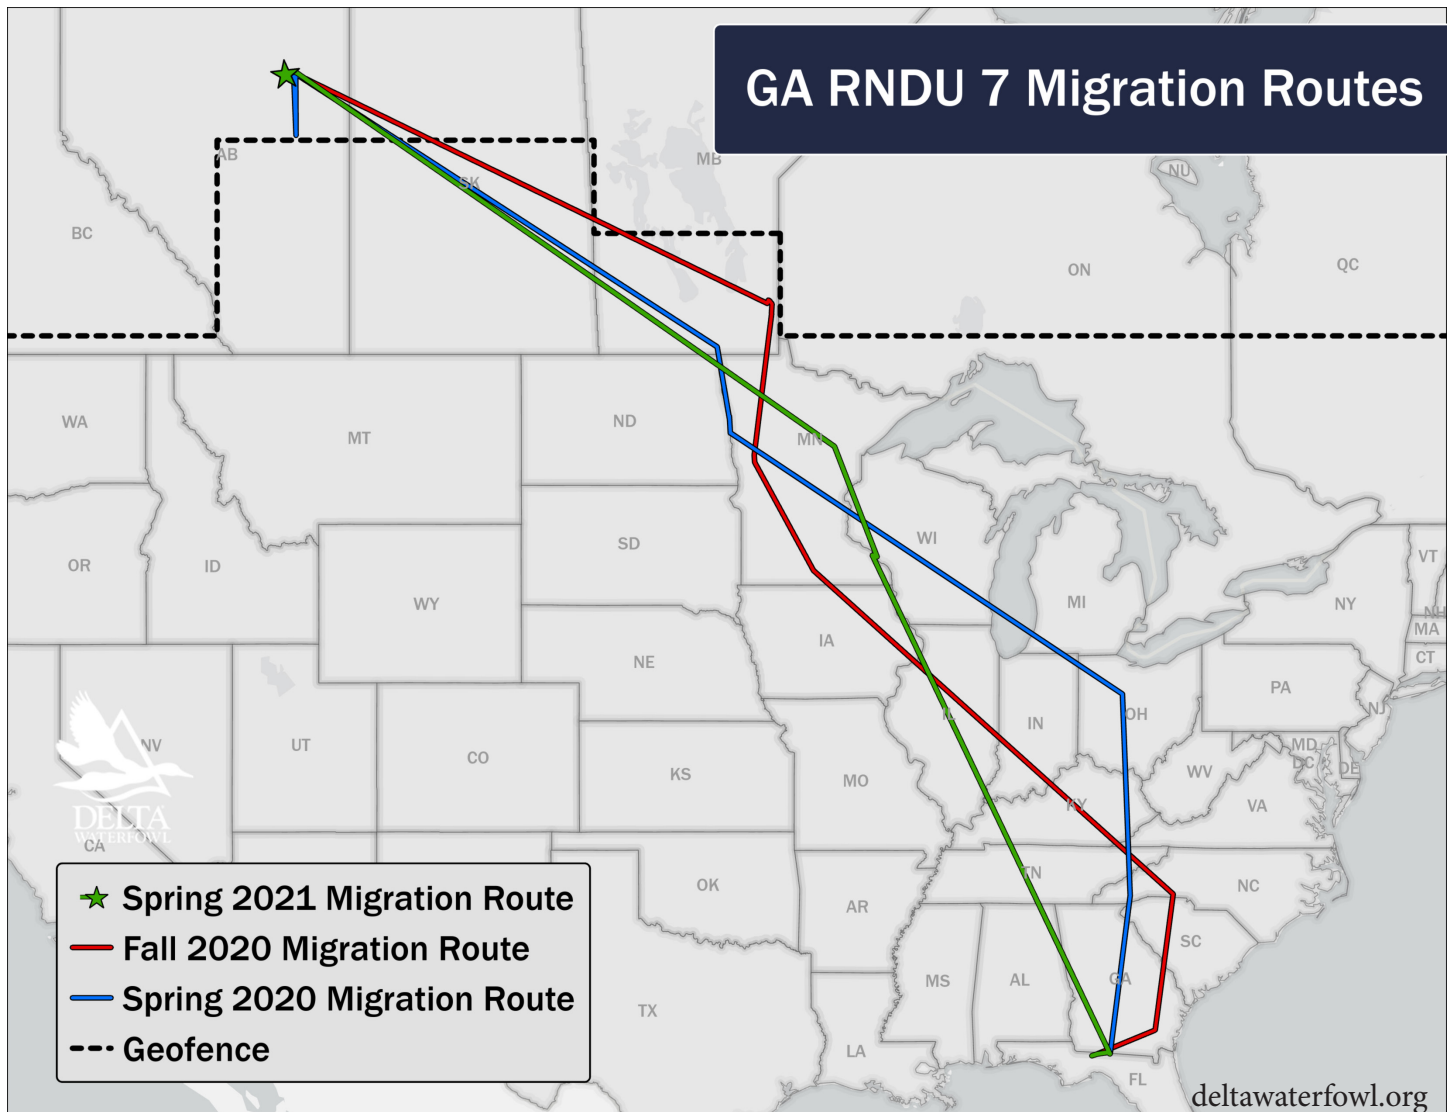 GA RNDU 7 Migration Routes
AB
SK
MB
NU
BC
ON
QC
WA
MT
ND
MN
OR
ID
SD
WI
VT
WY
MI
NY
NH
MA
IA
CT
NE
PA
NV
UT
CO
IL
IN
OH
NJ
KS
MO
WV
MD
DC
DE
KY
VA
DELTA
WATERFOWL
CA
OK
AR
TN
NC
SC
TX
MS
AL
GA
LA
FL
Spring 2021 Migration Route
Fall 2020 Migration Route
Spring 2020 Migration Route
Geofence
deltawaterfowl.org